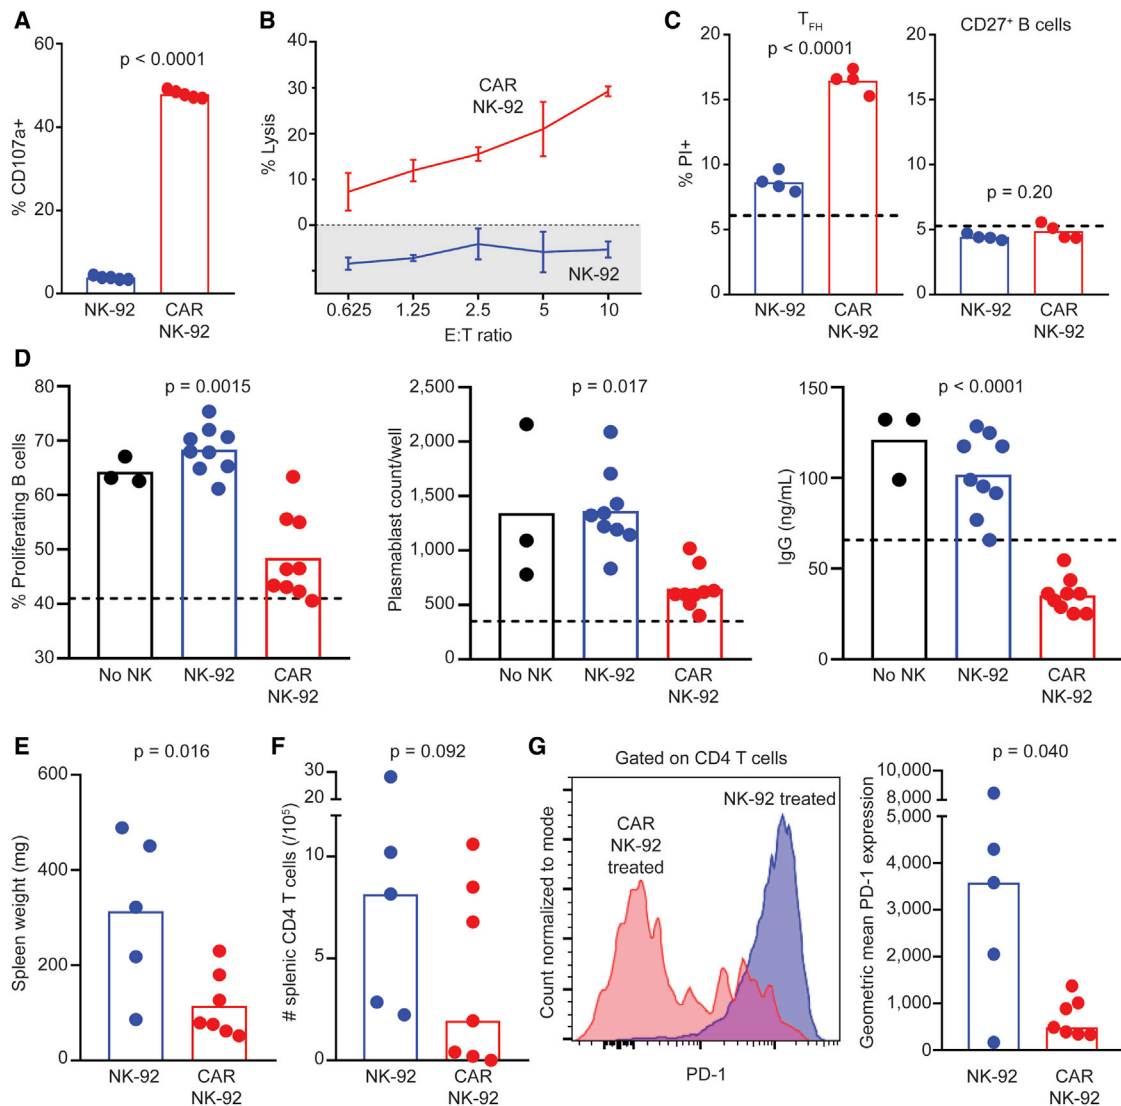 A
% CD107a+
60
40
20
0
p < 0.0001
NK-92
CAR
NK-92
B
% Lysis
40
30
20
10
0
CAR
NK-92
NK-92
0.625
1.25
2.5
5
10
E:T ratio
C
% PI+
TFH
p < 0.0001
20
15
10
5
0
NK-92
CAR
NK-92
CD27+ B cells
20
15
10
5
0
p = 0.20
NK-92
CAR
NK-92
D
% Proliferating B cells
80
70
60
50
40
30
p = 0.0015
No NK
NK-92
CAR
NK-92
Plasmablast count/well
2,500
2,000
1,500
1,000
500
0
p = 0.017
No NK
NK-92
CAR
NK-92
IgG (ng/mL)
150
100
50
0
p < 0.0001
No NK
NK-92
CAR
NK-92
E
Spleen weight (mg)
p = 0.016
600
400
200
0
NK-92
CAR
NK-92
F
# splenic CD4 T cells (/10⁵)
p = 0.092
30
20
10
5
0
NK-92
CAR
NK-92
G
Gated on CD4 T cells
Count normalized to mode
NK-92 treated
CAR
NK-92
treated
PD-1
Geometric mean PD-1 expression
p = 0.040
10,000
8,000
5,000
4,000
3,000
2,000
1,000
0
NK-92
CAR
NK-92